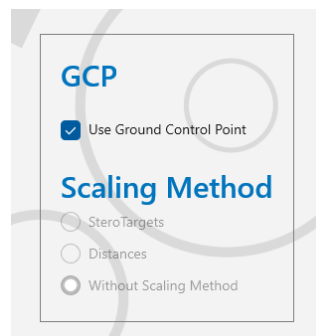 GCP
Use Ground Control Point
Scaling Method
SteroTargets
Distances
Without Scaling Method